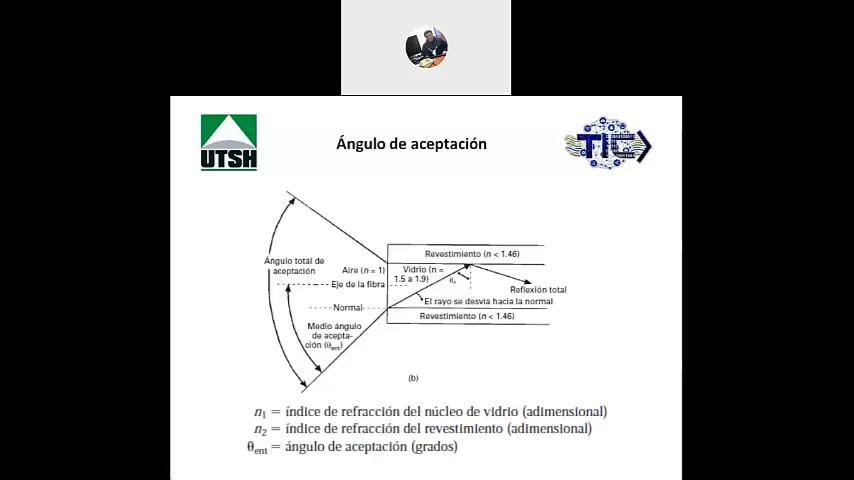 UTSH
Ángulo de aceptación
TIC
Revestimiento (n < 1.46)
Ángulo total de
aceptación
Aire (n = 1)
Vidrio (n =
1.5 a 1.9)
θc
Eje de la fibra
Reflexión total
El rayo se desvía hacia la normal
Normal
Revestimiento (n < 1.46)
Medio ángulo
de acepta-
ción (θent)
(b)
n1 = índice de refracción del núcleo de vidrio (adimensional)
n2 = índice de refracción del revestimiento (adimensional)
θent = ángulo de aceptación (grados)